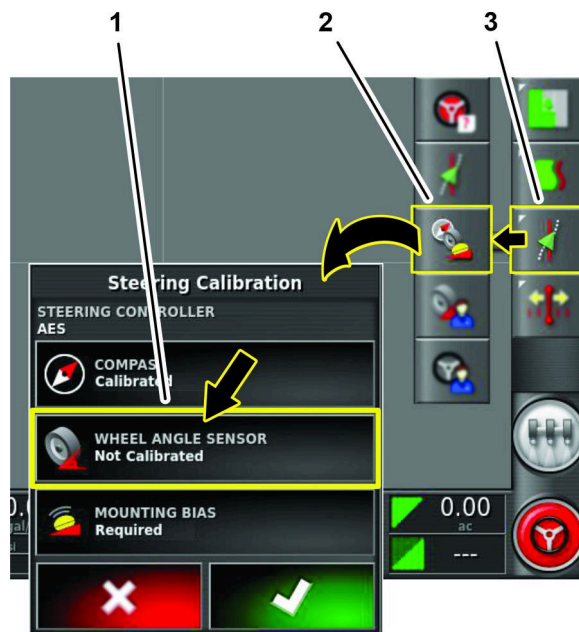 1
2
3
Steering Calibration
STEERING CONTROLLER
AES
COMPASS
Calibrated
WHEEL ANGLE SENSOR
Not Calibrated
MOUNTING BIAS
Required
0.00
ac
---
?